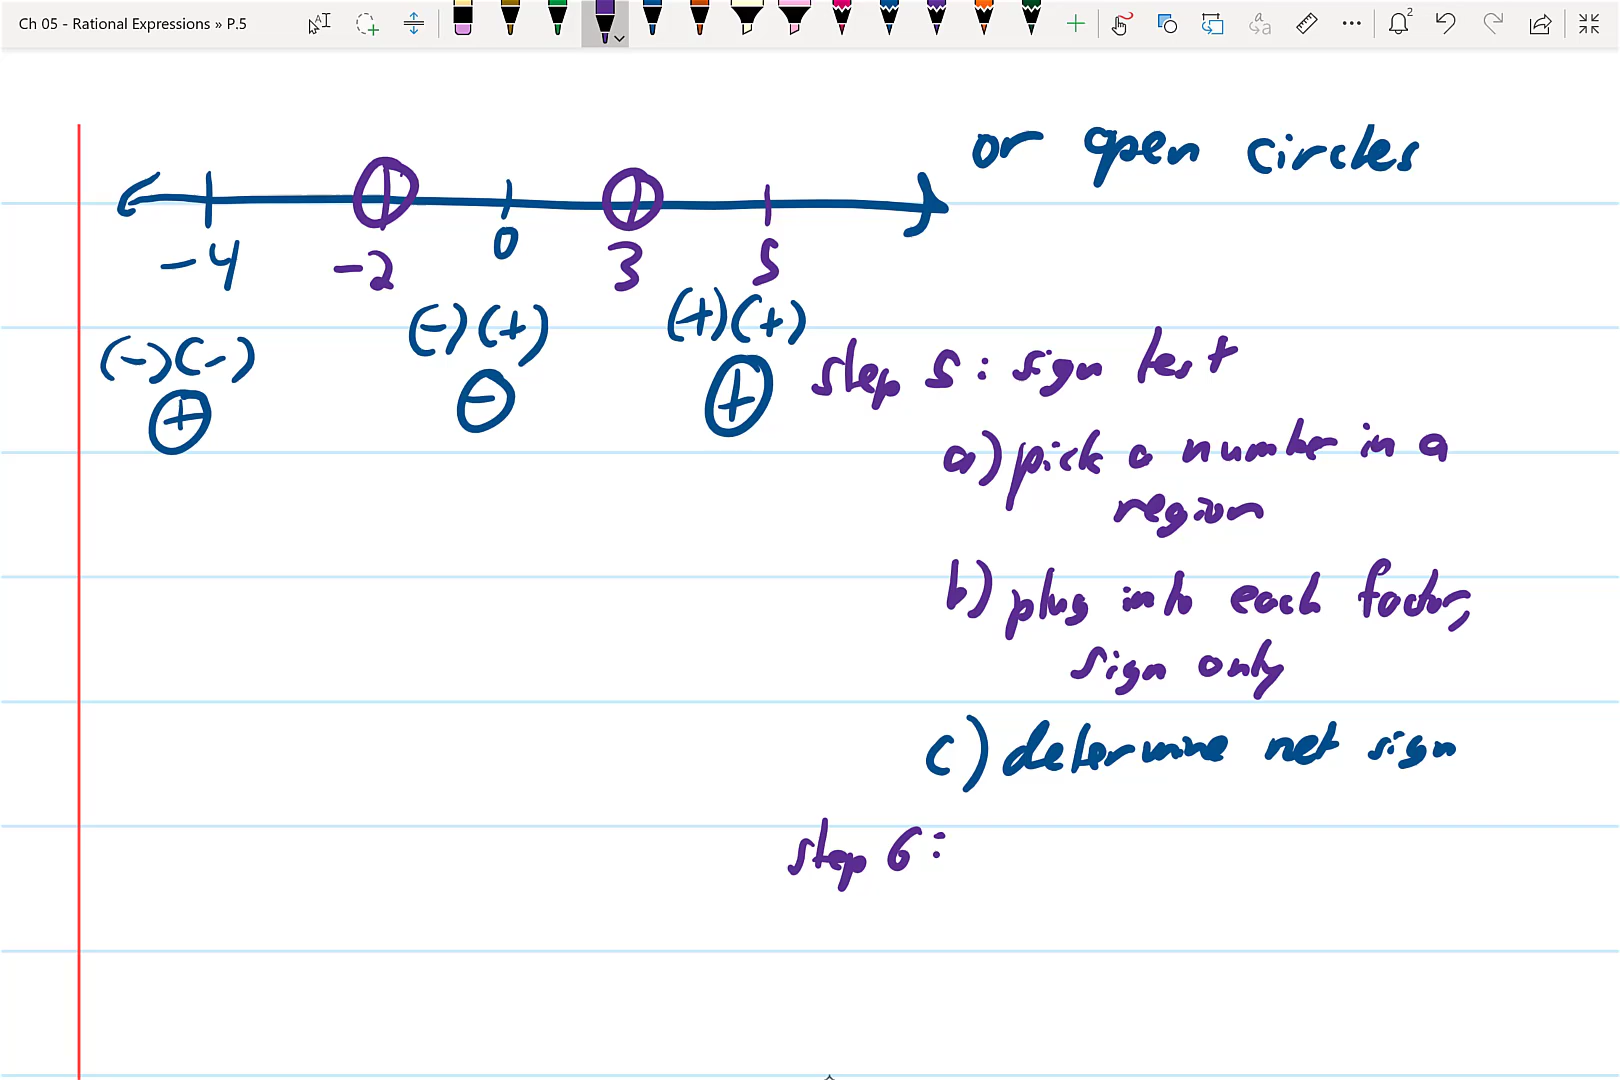 Ch 05 - Rational Expressions » P.5
2
or open circles
-4 -2 0 3 5
(-)(-) (-)(+) (+)(+)
+ - +
step 5: sign test
a) pick a number in a
region
b) plug into each factor,
sign only
c) determine net sign
step 6: